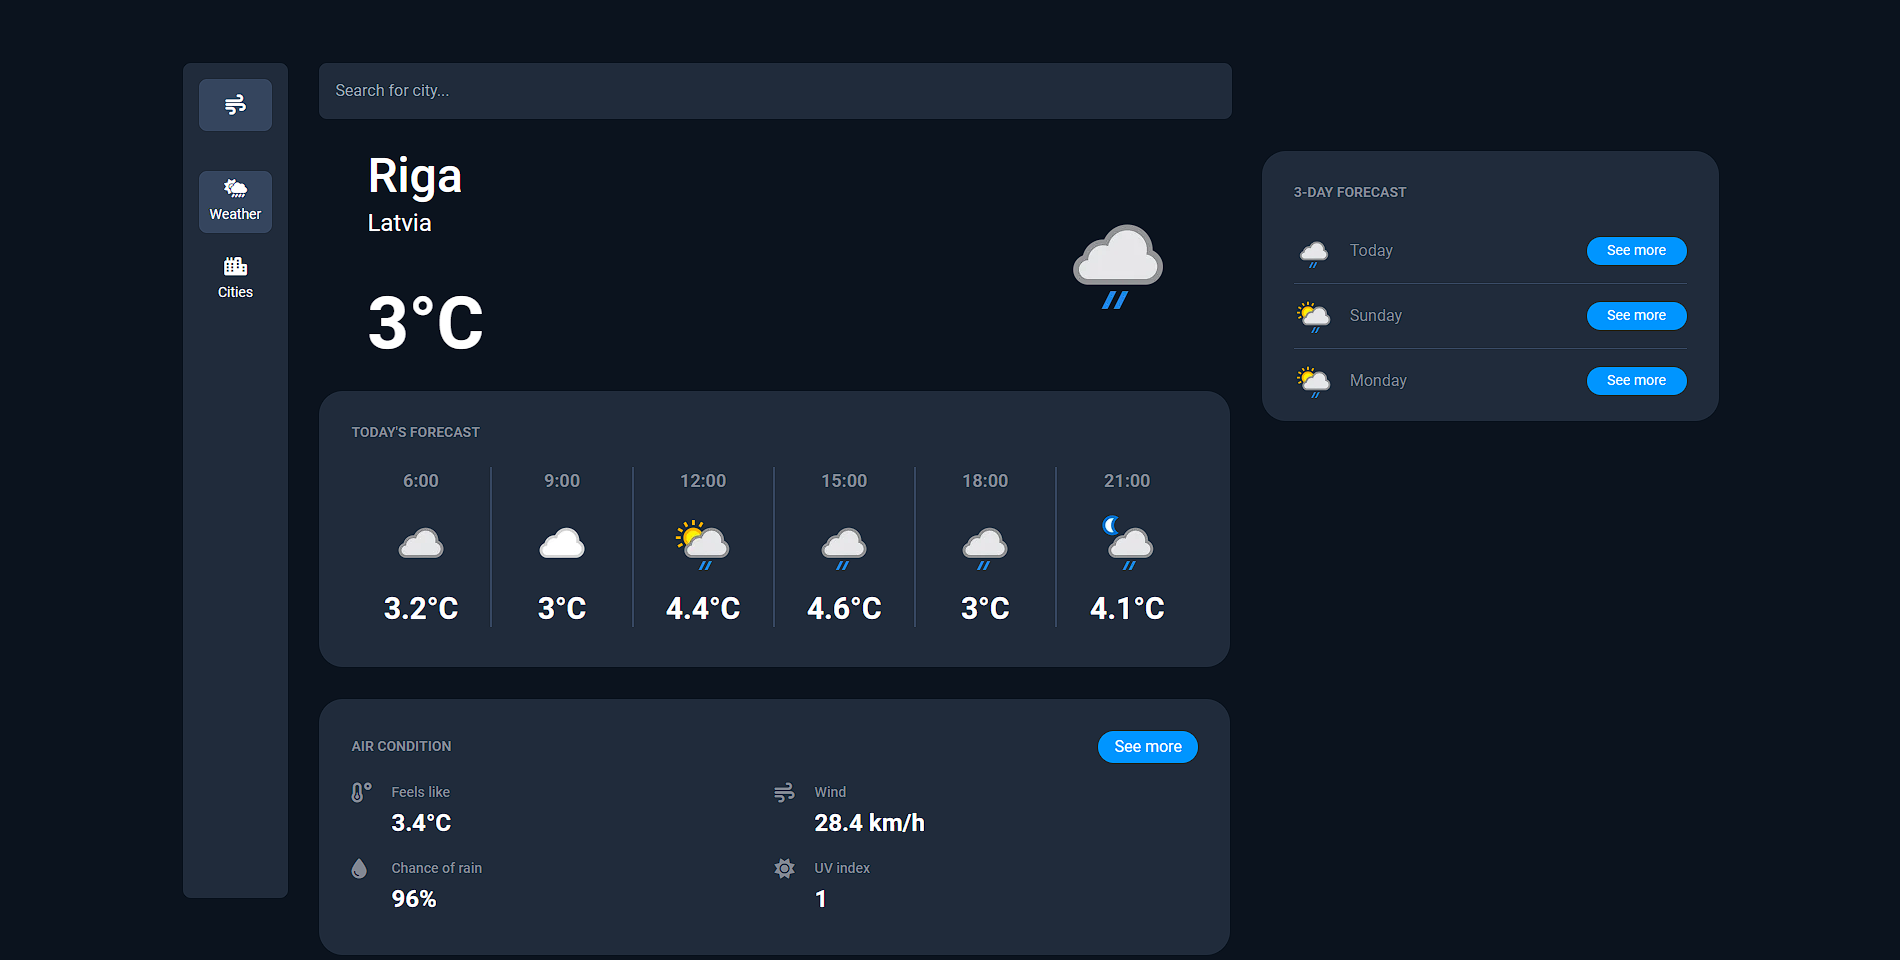 Weather
Cities
Search for city...
Riga
Latvia
3°C
TODAY'S FORECAST
6:00 9:00 12:00 15:00 18:00 21:00
3.2°C 3°C 4.4°C 4.6°C 3°C 4.1°C
AIR CONDITION See more
Feels like Wind
3.4°C 28.4 km/h
Chance of rain UV index
96% 1
3-DAY FORECAST
Today See more
Sunday See more
Monday See more